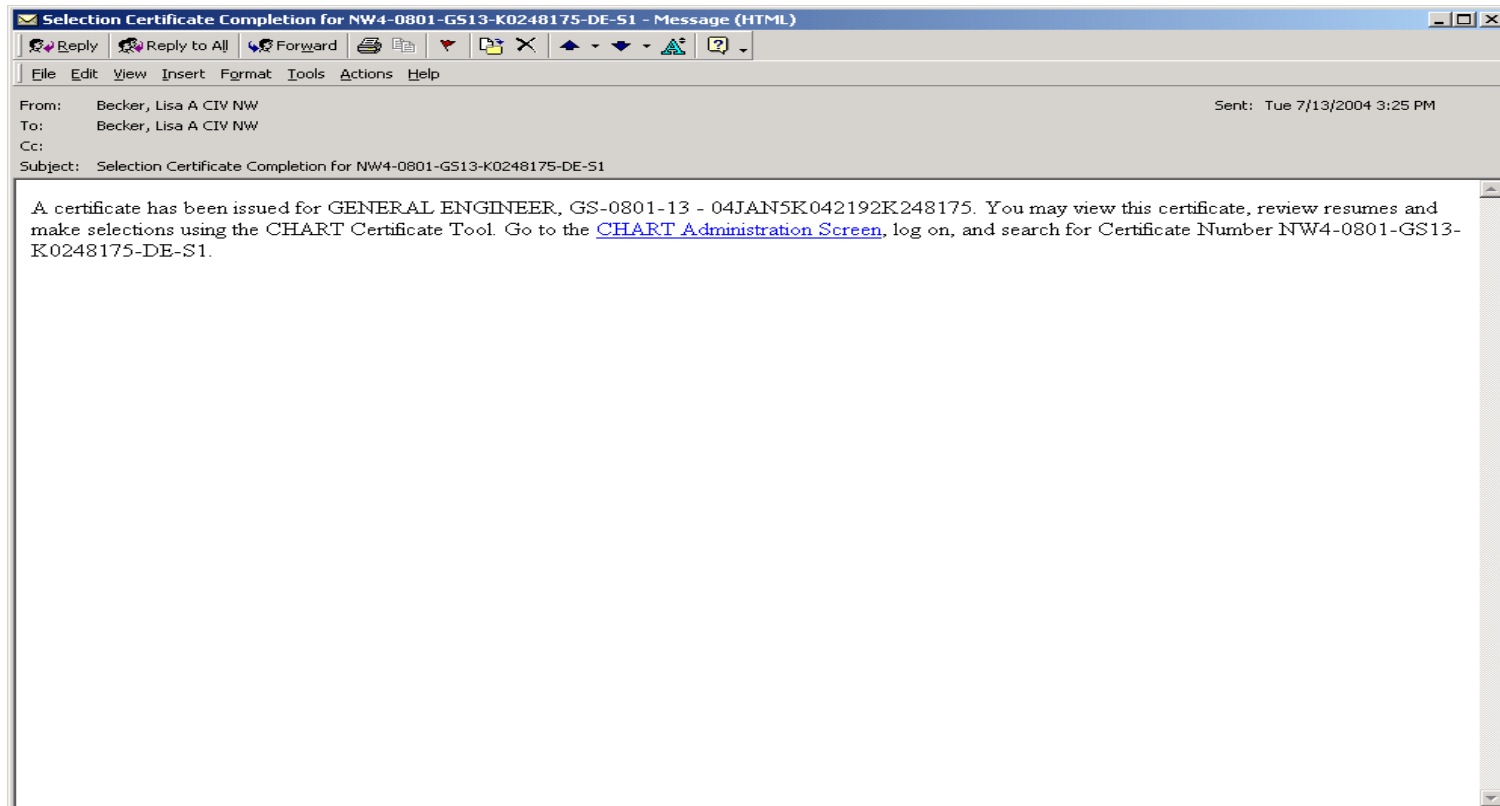 Selection Certificate Completion for NW4-0801-GS13-K0248175-DE-S1 - Message (HTML)
Reply Reply to All Forward
File Edit View Insert Format Tools Actions Help
From: Becker, Lisa A CIV NW Sent: Tue 7/13/2004 3:25 PM
To: Becker, Lisa A CIV NW
Cc:
Subject: Selection Certificate Completion for NW4-0801-GS13-K0248175-DE-S1
A certificate has been issued for GENERAL ENGINEER, GS-0801-13 - 04JAN5K042192K248175. You may view this certificate, review resumes and
make selections using the CHART Certificate Tool. Go to the CHART Administration Screen, log on, and search for Certificate Number NW4-0801-GS13-
K0248175-DE-S1.